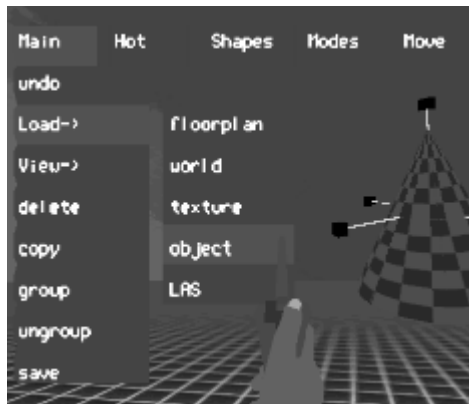 Main Hot Shapes Modes Move
undo
Load-> floorplan
View-> world
delete texture
copy object
group LAS
ungroup
save